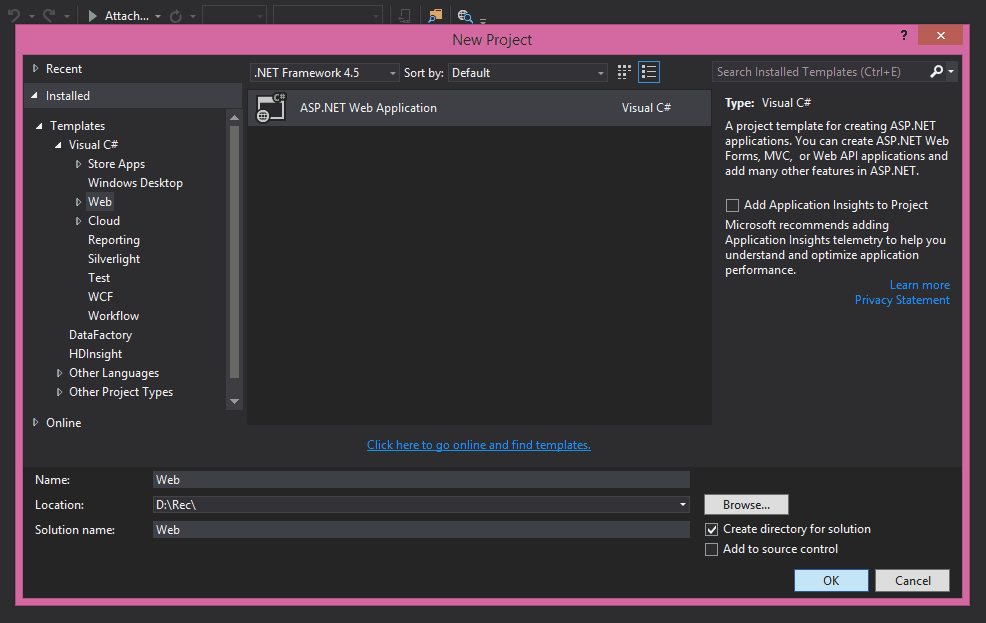 Attach...
New Project
? ×
Recent
Installed
Templates
Visual C#
Store Apps
Windows Desktop
Web
Cloud
Reporting
Silverlight
Test
WCF
Workflow
DataFactory
HDInsight
Other Languages
Other Project Types
Online
.NET Framework 4.5 Sort by: Default
C# ASP.NET Web Application Visual C#
Click here to go online and find templates.
Search Installed Templates (Ctrl+E)
Type: Visual C#
A project template for creating ASP.NET
applications. You can create ASP.NET Web
Forms, MVC, or Web API applications and
add many other features in ASP.NET.
Add Application Insights to Project
Microsoft recommends adding
Application Insights telemetry to help you
understand and optimize application
performance.
Learn more
Privacy Statement
Name: Web
Location: D:\Rec\ Browse...
Solution name: Web
Create directory for solution
Add to source control
OK Cancel